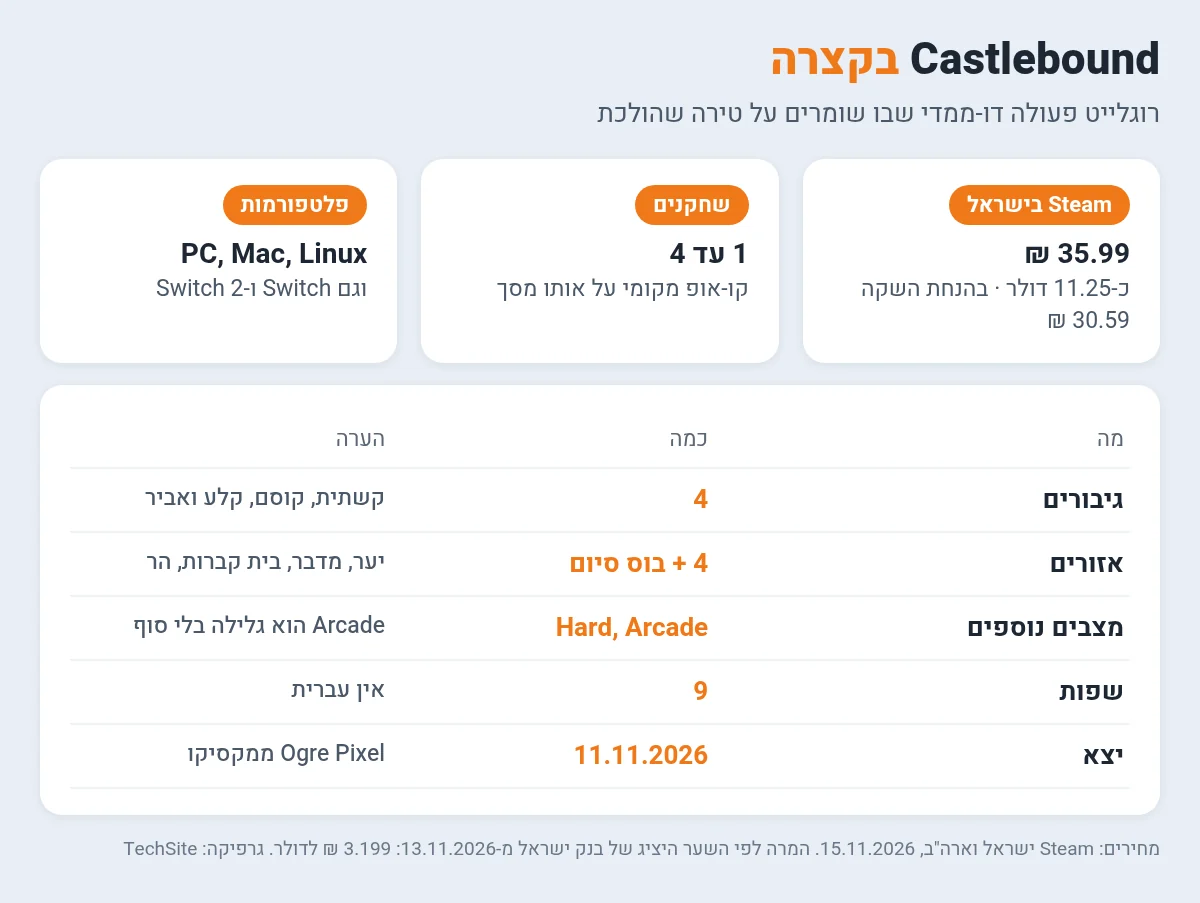 Castlebound בקצרה
רוגלייט פעולה דו-ממדי שבו שומרים על טירה שהולכת
Steam בישראל
35.99 ₪
כ-11.25 דולר · בהנחת השקה
30.59 ₪
שחקנים
1 עד 4
קו-אופ מקומי על אותו מסך
פלטפורמות
PC, Mac, Linux
וגם Switch ו-Switch 2
מה כמה הערה
גיבורים 4 קשתית, קוסם, קלע ואביר
אזורים 4 + בוס סיום יער, מדבר, בית קברות, הר
מצבים נוספים Hard, Arcade Arcade הוא גלילה בלי סוף
שפות 9 אין עברית
יצא 11.11.2026 Ogre Pixel ממקסיקו
מחירים: Steam ישראל וארה"ב, 15.11.2026. המרה לפי השער היציג של בנק ישראל מ-13.11.2026: 3.199 ₪ לדולר. גרפיקה: TechSite